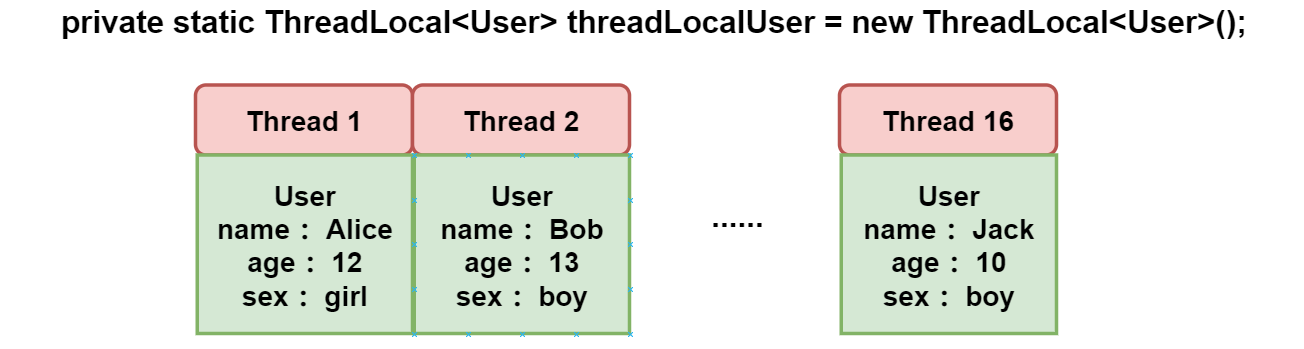 private static ThreadLocal<User> threadLocalUser = new ThreadLocal<User>();
Thread 1
User
name： Alice
age： 12
sex： girl
Thread 2
User
name： Bob
age： 13
sex： boy
······
Thread 16
User
name： Jack
age： 10
sex： boy